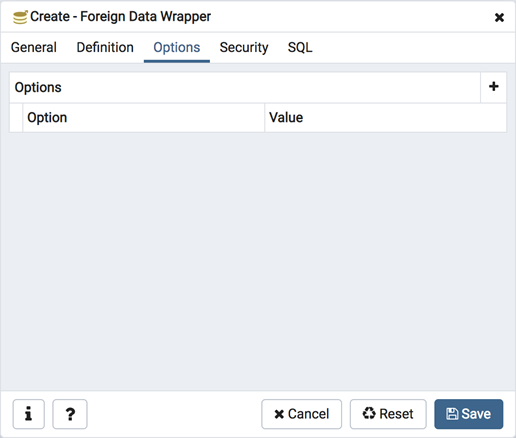 Create - Foreign Data Wrapper
General Definition Options Security SQL
Options
Option Value
i ? Cancel Reset Save